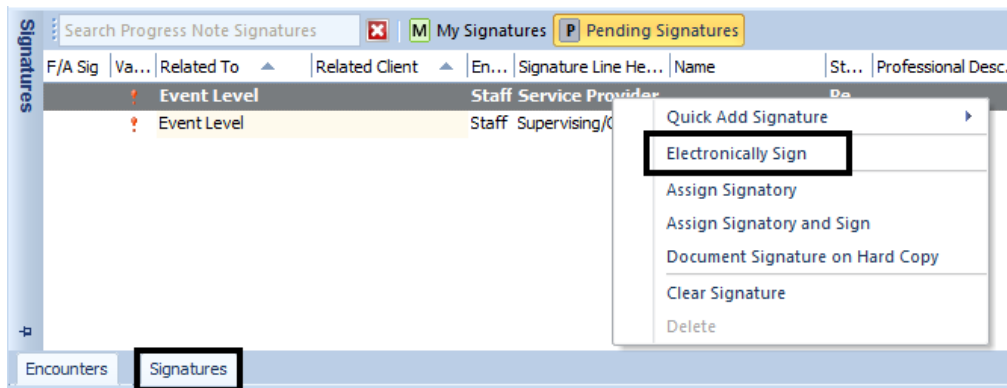 Signatures
Search Progress Note Signatures M My Signatures P Pending Signatures
F/A Sig Va... Related To Related Client En... Signature Line He... Name St... Professional Desc.
Event Level Staff Service Provider Pe
Event Level Staff Supervising/
Quick Add Signature
Electronically Sign
Assign Signatory
Assign Signatory and Sign
Document Signature on Hard Copy
Clear Signature
Delete
Encounters Signatures